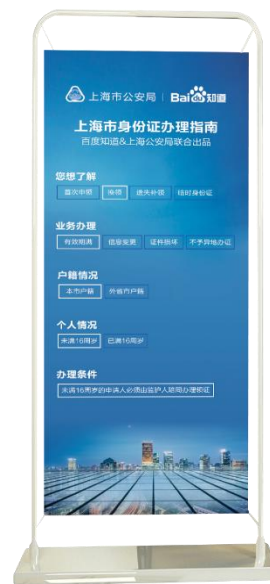 上海市公安局 Bai du 知道
上海市身份证办理指南
百度知道&上海公安局联合出品
您想了解
首次申领 换领 遗失补领 临时身份证
业务办理
有效期满 信息变更 证件损坏 不予异地办证
户籍情况
本市户籍 外省市户籍
个人情况
未满16周岁 已满16周岁
办理条件
未满16周岁的申请人必须由监护人陪同办理领证